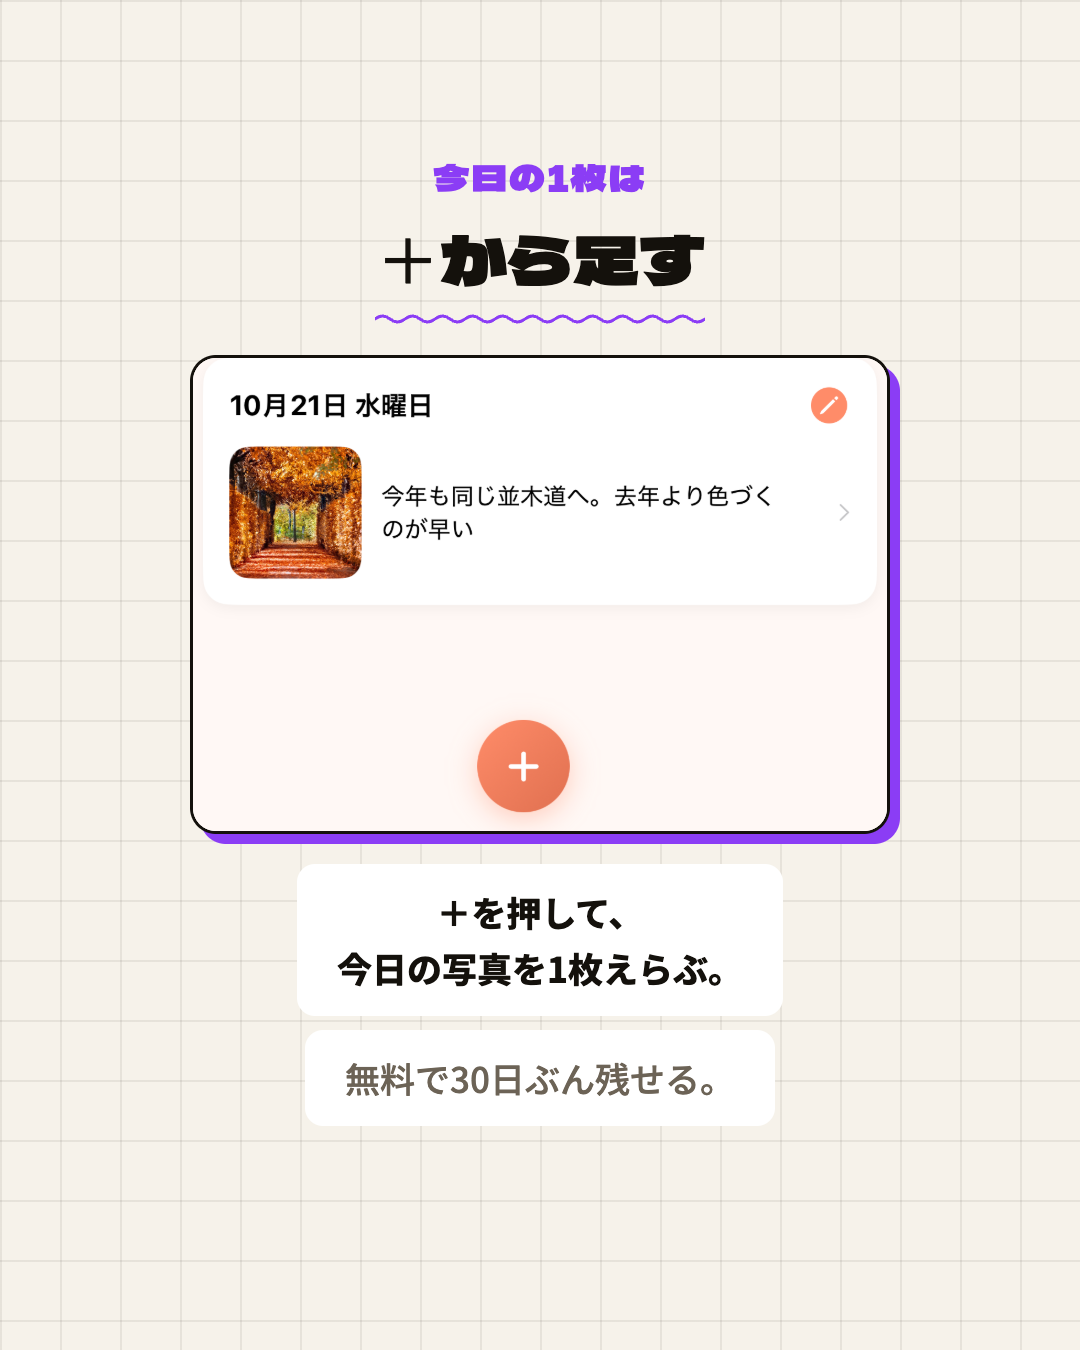 今日の1枚は
＋から足す
10月21日 水曜日
今年も同じ並木道へ。去年より色づく
のが早い
＋を押して、
今日の写真を1枚えらぶ。
無料で30日ぶん残せる。